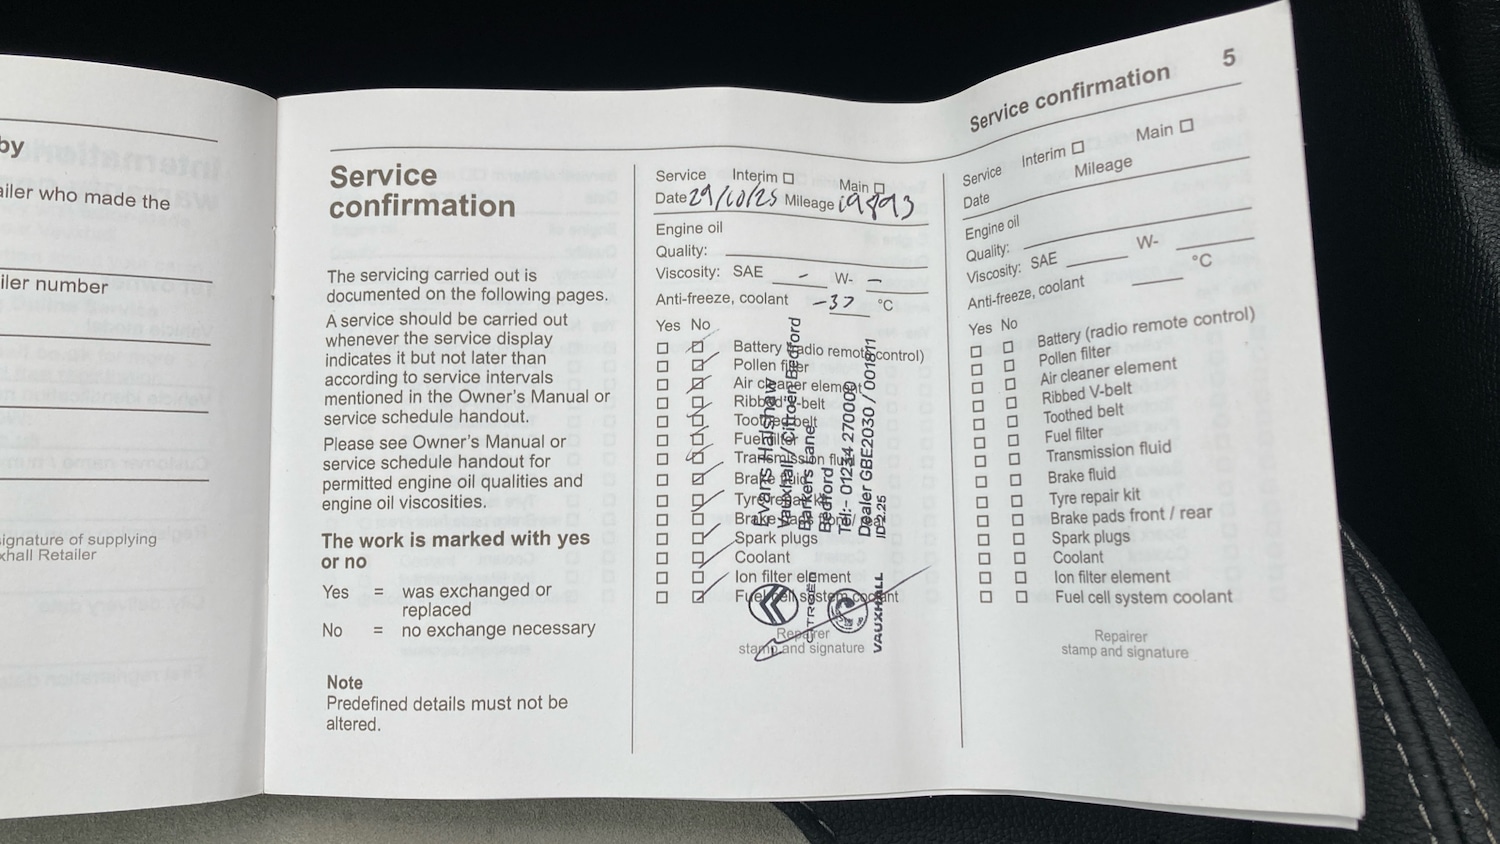 by
ailer who made the
iler number
ignature of supplying
xhall Retailer
Service confirmation 5
Service
confirmation
The servicing carried out is
documented on the following pages.
A service should be carried out
whenever the service display
indicates it but not later than
according to service intervals
mentioned in the Owner's Manual or
service schedule handout.
Please see Owner's Manual or
service schedule handout for
permitted engine oil qualities and
engine oil viscosities.
The work is marked with yes
or no
Yes = was exchanged or
replaced
No = no exchange necessary
Note
Predefined details must not be
altered.
Service Interim Main
Date 29/10/25 Mileage 19893
Engine oil
Quality:
Viscosity: SAE - W- -
Anti-freeze, coolant -37 °C
Yes No
Battery (radio remote control)
Pollen filter
Air cleaner element
Ribbed V-belt
Toothed belt
Fuel filter
Transmission fluid
Brake fluid
Tyre repair kit
Brake pads front / rear
Spark plugs
Coolant
Ion filter element
Fuel cell system coolant
Repairer
stamp and signature
Evans Halshaw
Vauxhall / Citroen Bedford
Barkers Lane
Bedford
Tel:- 01234 270000
Dealer GBE2030 / 001811
CITROËN
VAUXHALL
Service Interim Main
Date Mileage
Engine oil
Quality:
Viscosity: SAE W-
Anti-freeze, coolant °C
Yes No
Battery (radio remote control)
Pollen filter
Air cleaner element
Ribbed V-belt
Toothed belt
Fuel filter
Transmission fluid
Brake fluid
Tyre repair kit
Brake pads front / rear
Spark plugs
Coolant
Ion filter element
Fuel cell system coolant
Repairer
stamp and signature